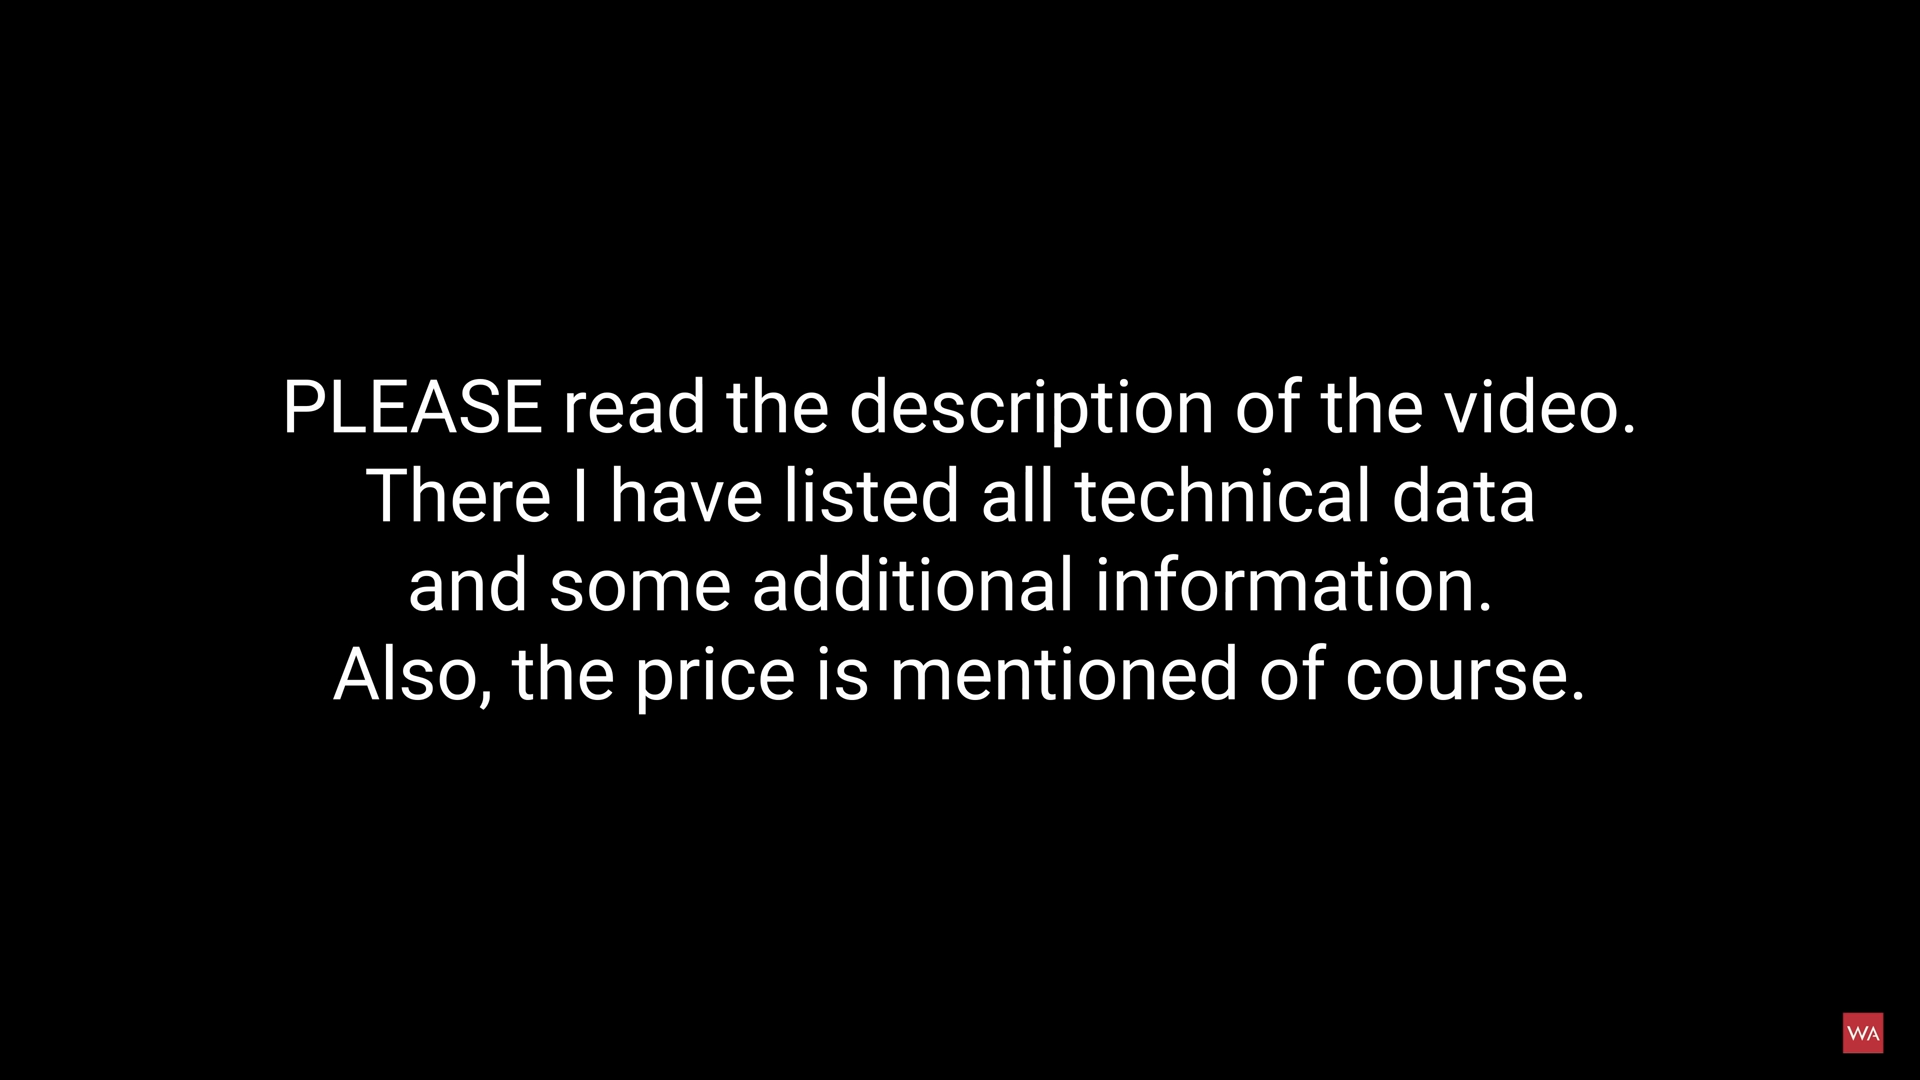 PLEASE read the description of the video.
There I have listed all technical data
and some additional information.
Also, the price is mentioned of course.
WA